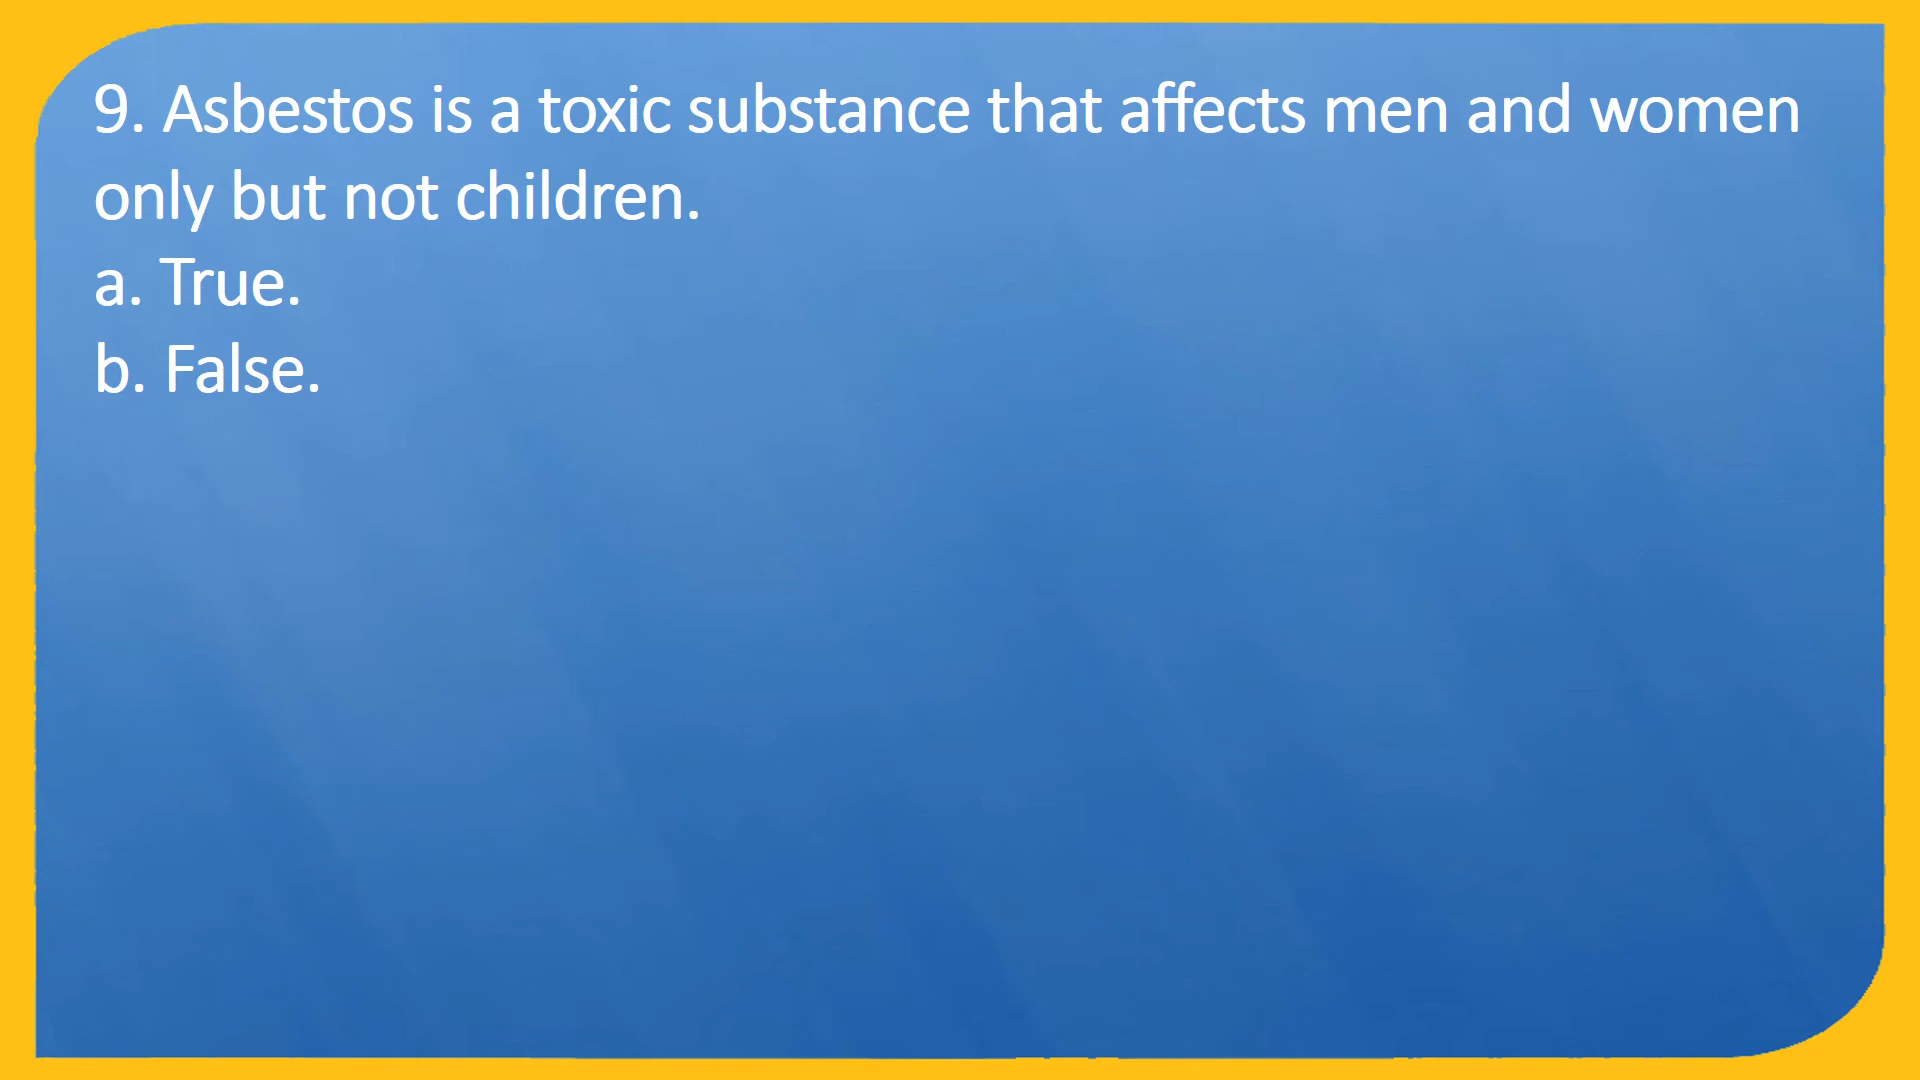 9. Asbestos is a toxic substance that affects men and women
only but not children.
a. True.
b. False.